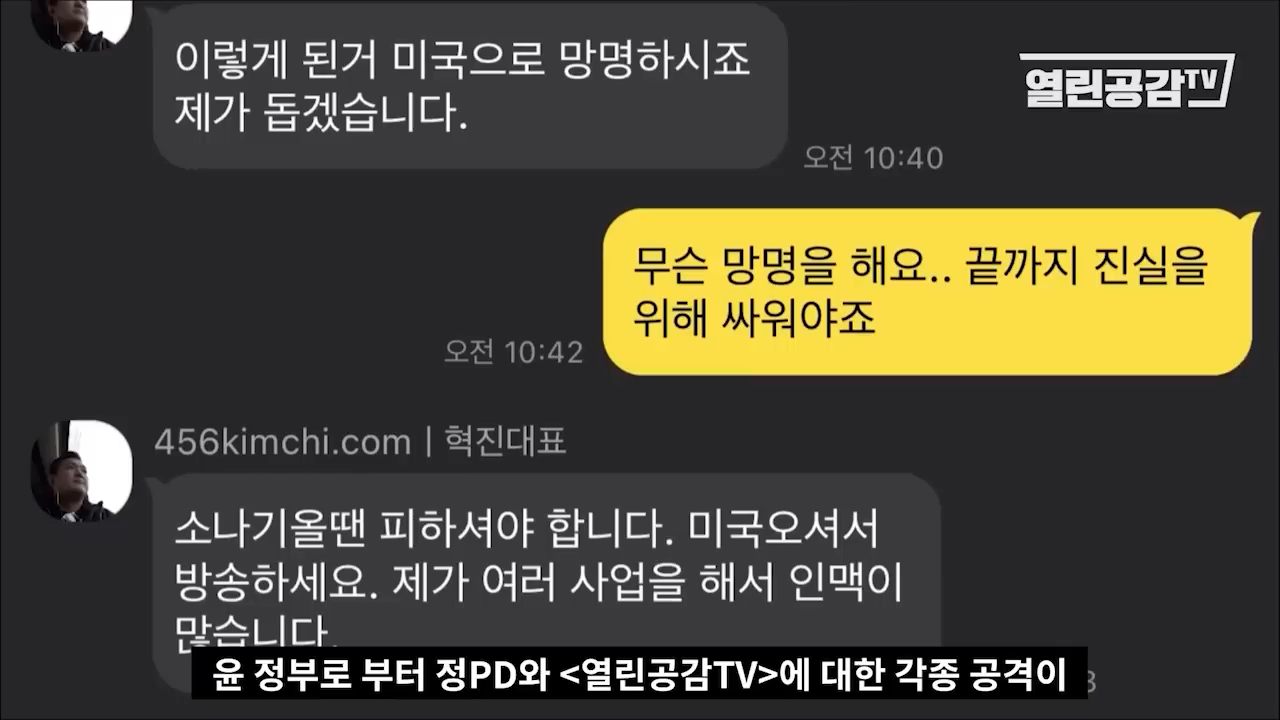 이렇게 된거 미국으로 망명하시죠
제가 돕겠습니다.
열린공감TV
오전 10:40
무슨 망명을 해요.. 끝까지 진실을
위해 싸워야죠
오전 10:42
456kimchi.com | 혁진대표
소나기올땐 피하셔야 합니다. 미국오셔서
방송하세요. 제가 여러 사업을 해서 인맥이
많습니다.
윤 정부로 부터 정PD와 <열린공감TV>에 대한 각종 공격이